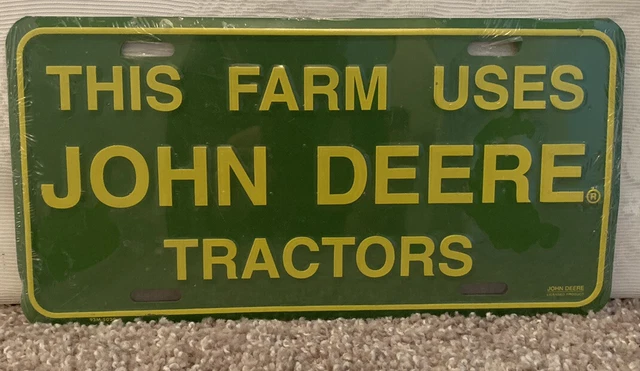 THIS FARM USES
JOHN DEERE®
TRACTORS
JOHN DEERE